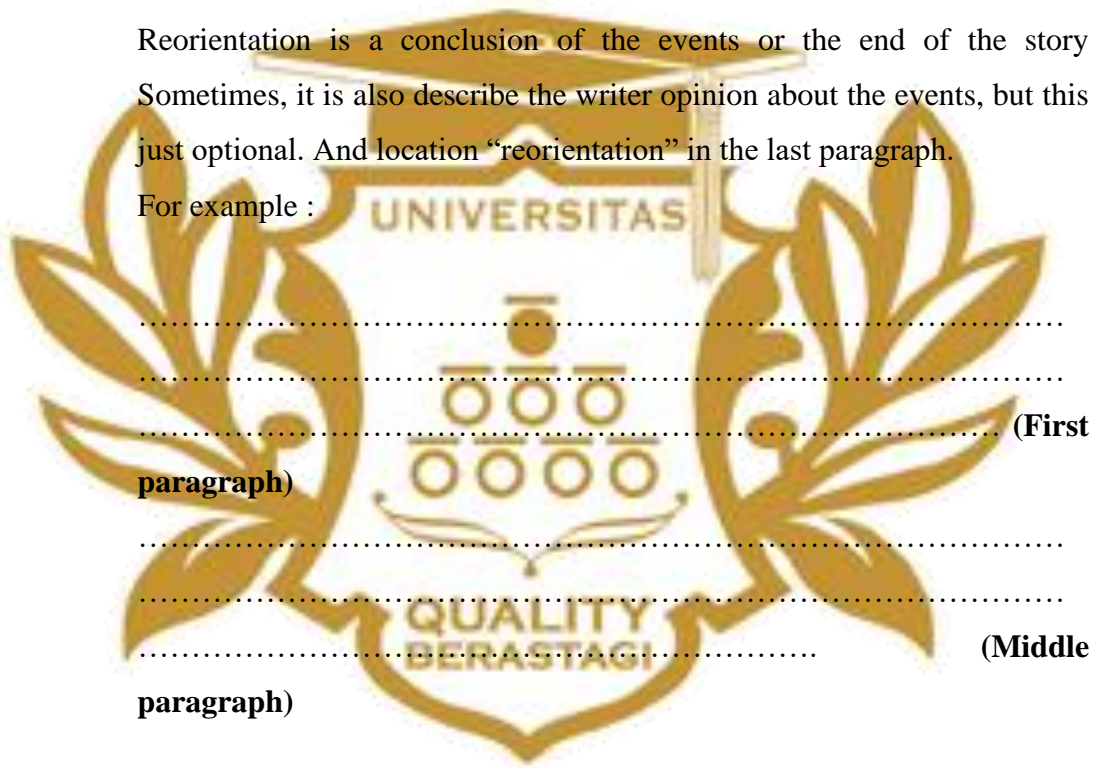 Reorientation is a conclusion of the events or the end of the story
Sometimes, it is also describe the writer opinion about the events, but this
just optional. And location “reorientation” in the last paragraph.
For example :
UNIVERSITAS
……………………………………………………………………………
……………………………………………………………………………
……………………………………………………………………… (First
paragraph)
……………………………………………………………………………
……………………………………………………………………………
QUALITY
………………………………………………………. (Middle
BERASTAGI
paragraph)